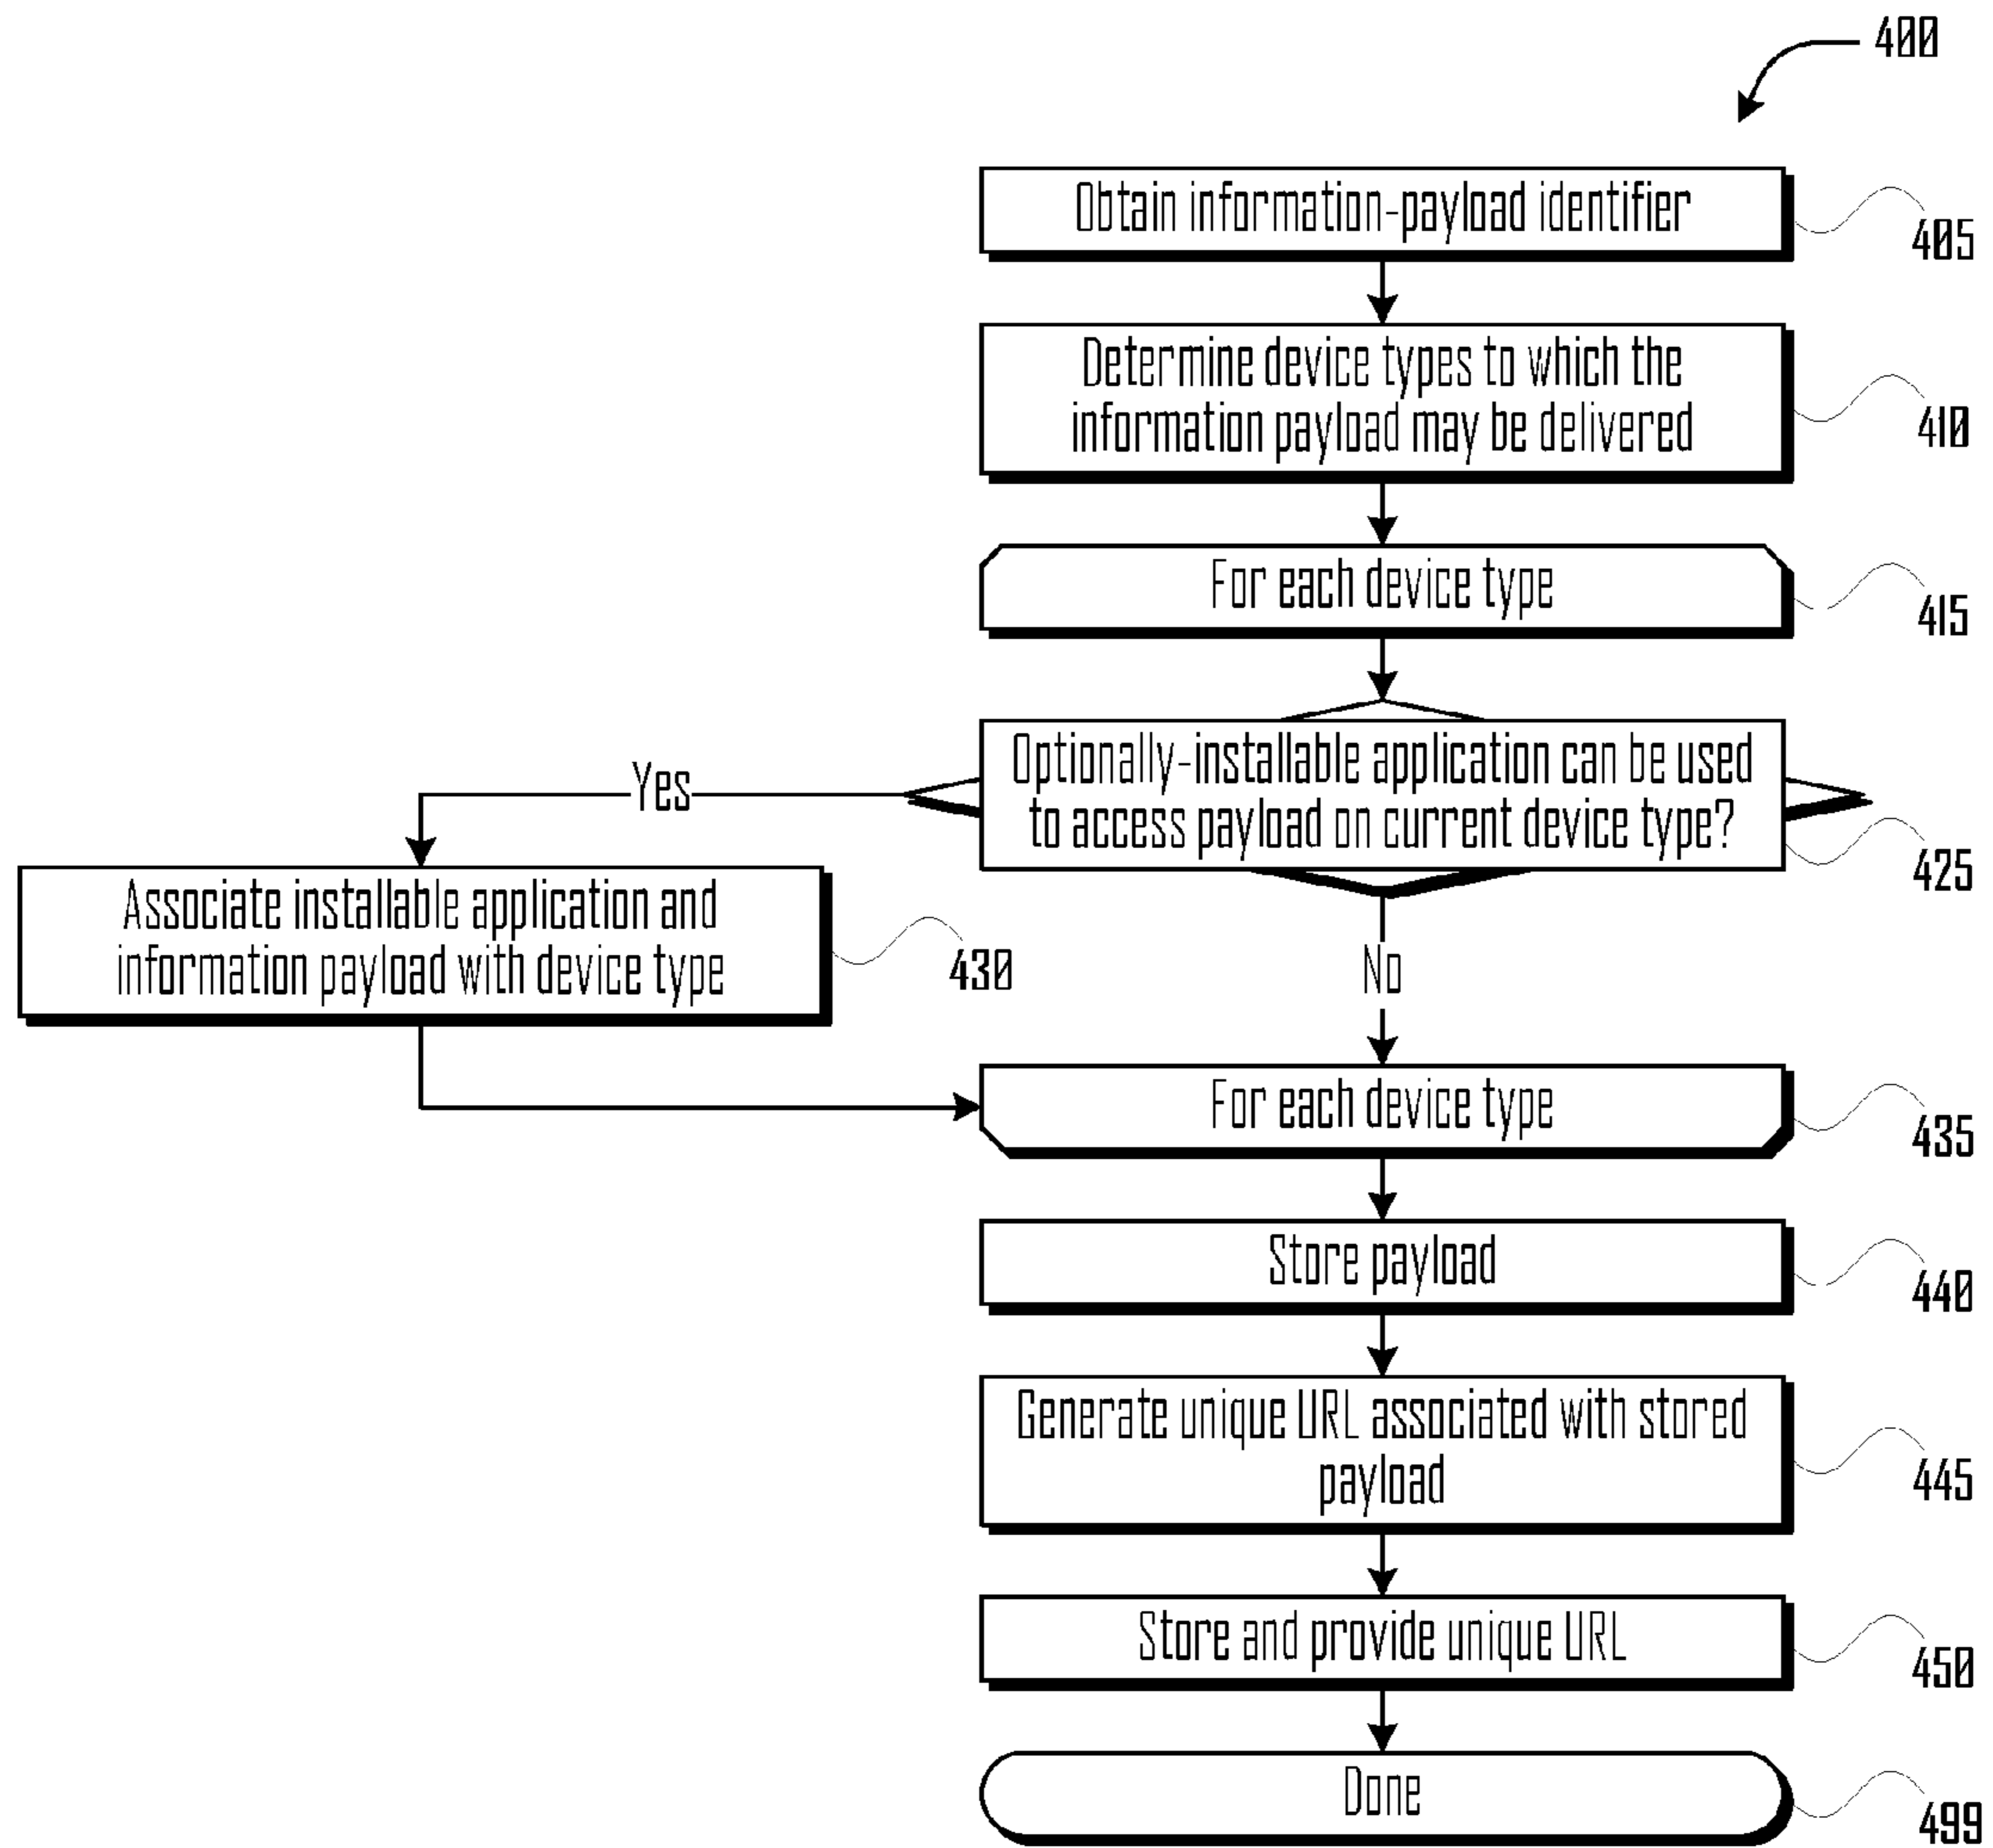 400
Obtain information-payload identifier
405
Determine device types to which the
information payload may be delivered
410
For each device type
415
Optionally-installable application can be used
to access payload on current device type?
425
Yes
Associate installable application and
information payload with device type
430
No
For each device type
435
Store payload
440
Generate unique URL associated with stored
payload
445
Store and provide unique URL
450
Done
499